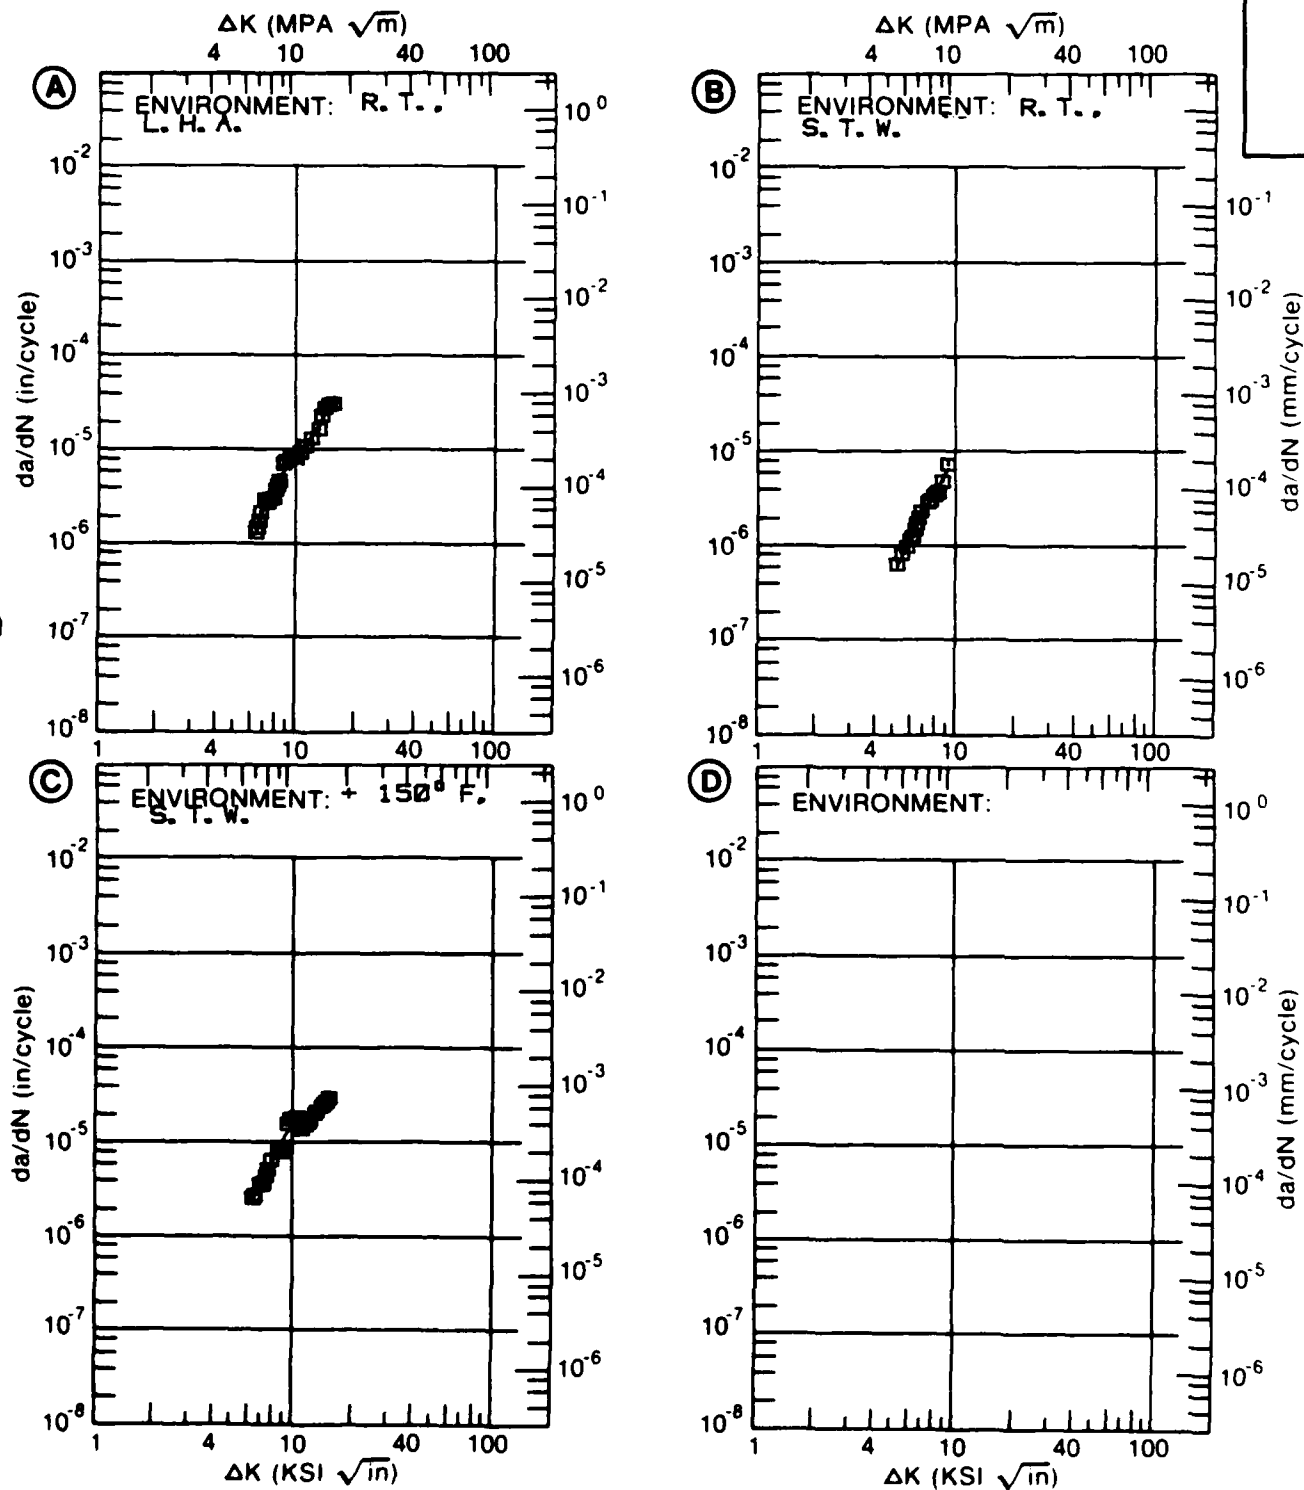 ΔK (MPA √m)
4 10 40 100
A
ENVIRONMENT: R. T.,
L. H. A.
10^0
10^-1
10^-2
10^-3
10^-4
10^-5
10^-6
da/dN (in/cycle)
10^-2
10^-3
10^-4
10^-5
10^-6
10^-7
10^-8
1 4 10 40 100
ΔK (MPA √m)
4 10 40 100
B
ENVIRONMENT: R. T.,
S. T. W.
10^-2
10^-3
10^-4
10^-5
10^-6
10^-7
10^-8
10^-1
10^-2
10^-3
10^-4
10^-5
10^-6
da/dN (mm/cycle)
1 4 10 40 100
C
ENVIRONMENT: + 150° F.
S. T. W.
10^0
10^-1
10^-2
10^-3
10^-4
10^-5
10^-6
da/dN (in/cycle)
10^-2
10^-3
10^-4
10^-5
10^-6
10^-7
10^-8
1 4 10 40 100
ΔK (KSI √in)
D
ENVIRONMENT:
10^-2
10^-3
10^-4
10^-5
10^-6
10^-7
10^-8
10^0
10^-1
10^-2
10^-3
10^-4
10^-5
10^-6
da/dN (mm/cycle)
1 4 10 40 100
ΔK (KSI √in)